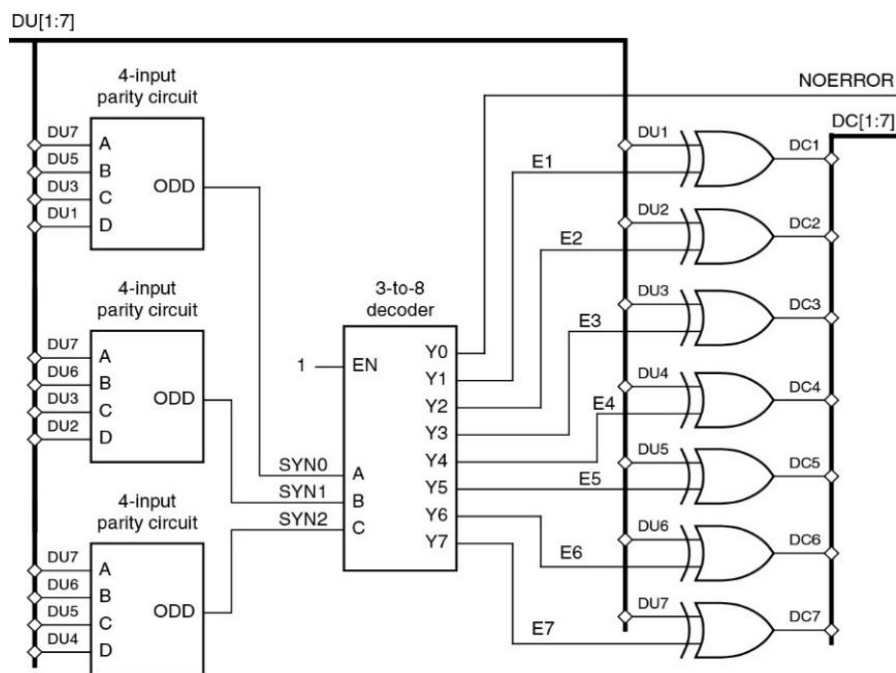 DU[1:7]
4-input
parity circuit
DU7
DU5
DU3
DU1
A
B
C
D
ODD
4-input
parity circuit
DU7
DU6
DU3
DU2
A
B
C
D
ODD
4-input
parity circuit
DU7
DU6
DU5
DU4
A
B
C
D
ODD
3-to-8
decoder
1
EN
SYN0
SYN1
SYN2
A
B
C
Y0
Y1
Y2
Y3
Y4
Y5
Y6
Y7
NOERROR
DC[1:7]
E1
DU1
DC1
E2
DU2
DC2
E3
DU3
DC3
E4
DU4
DC4
E5
DU5
DC5
E6
DU6
DC6
E7
DU7
DC7